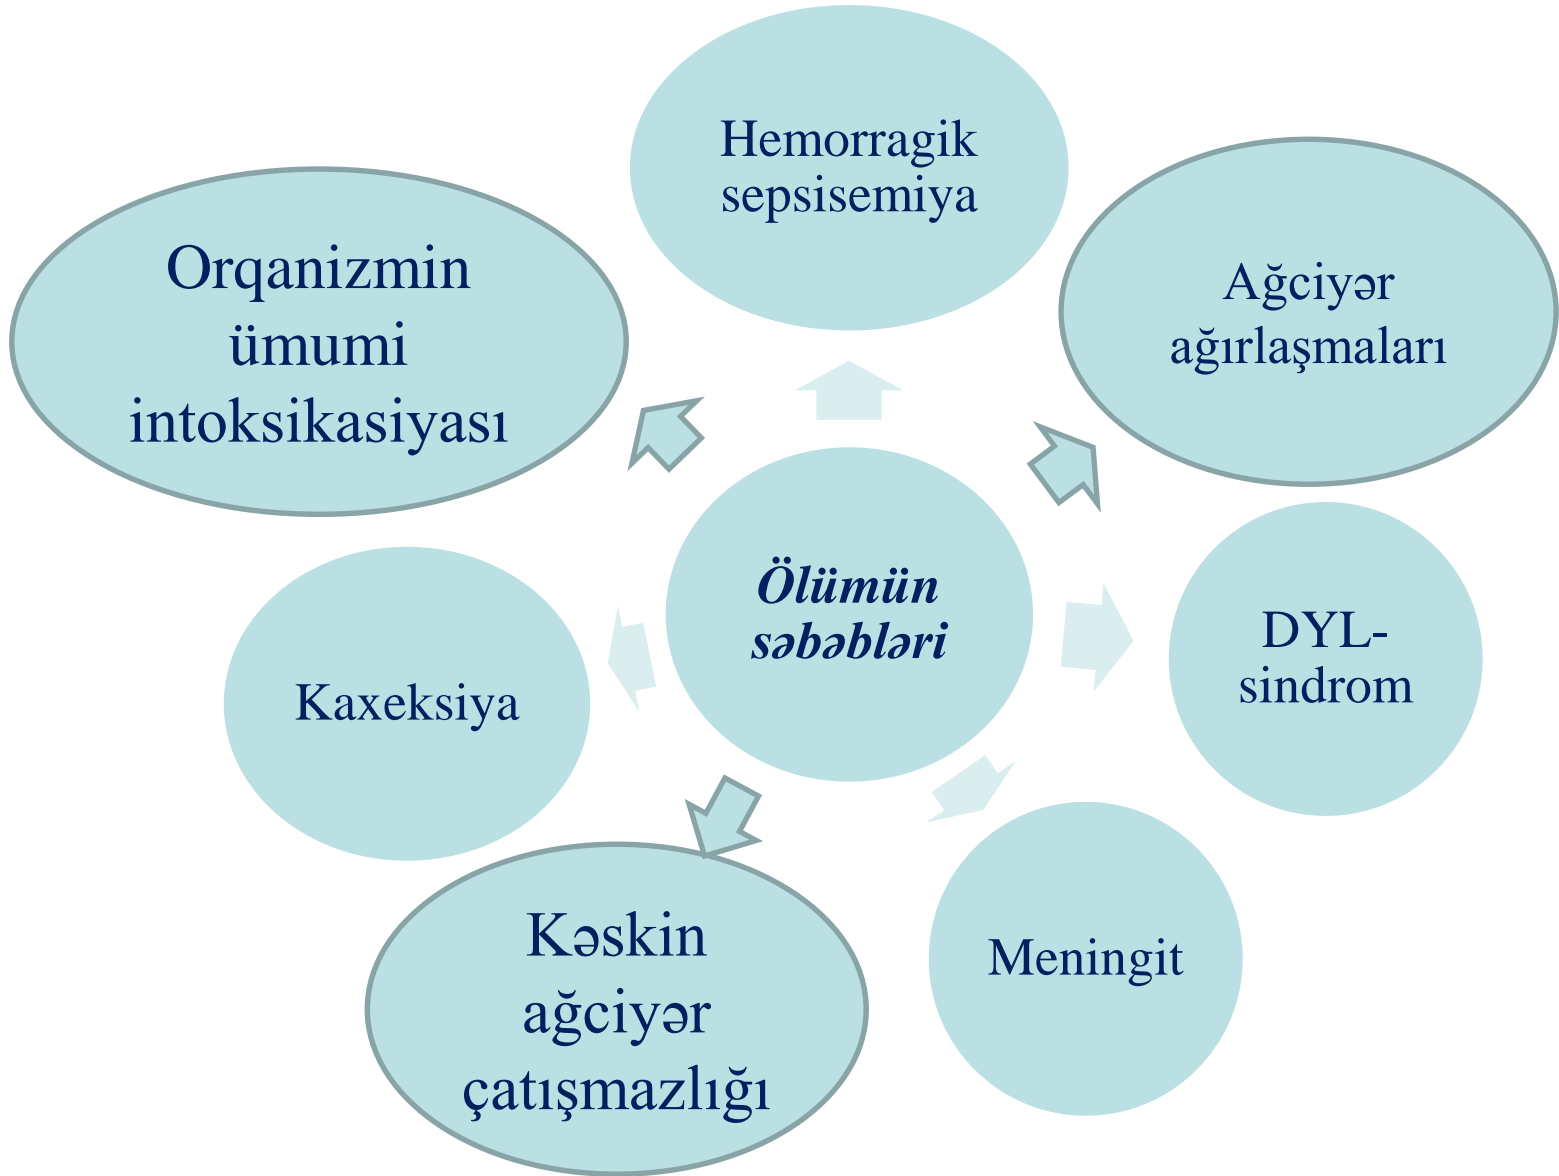 Hemorragik
sepsisemiya
Orqanizmin
ümumi
intoksikasiyası
Ağciyər
ağırlaşmaları
Ölümün
səbəbləri
DYL-
sindrom
Kaxeksiya
Meningit
Kəskin
ağciyər
çatışmazlığı